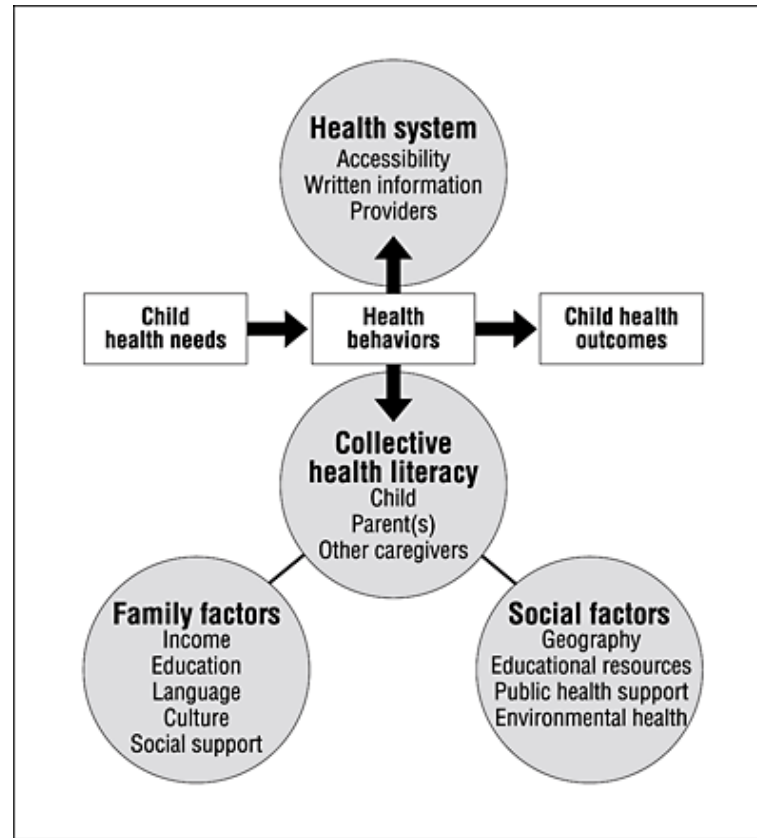 Health system
Accessibility
Written information
Providers
Child
health needs
Health
behaviors
Child health
outcomes
Collective
health literacy
Child
Parent(s)
Other caregivers
Family factors
Income
Education
Language
Culture
Social support
Social factors
Geography
Educational resources
Public health support
Environmental health